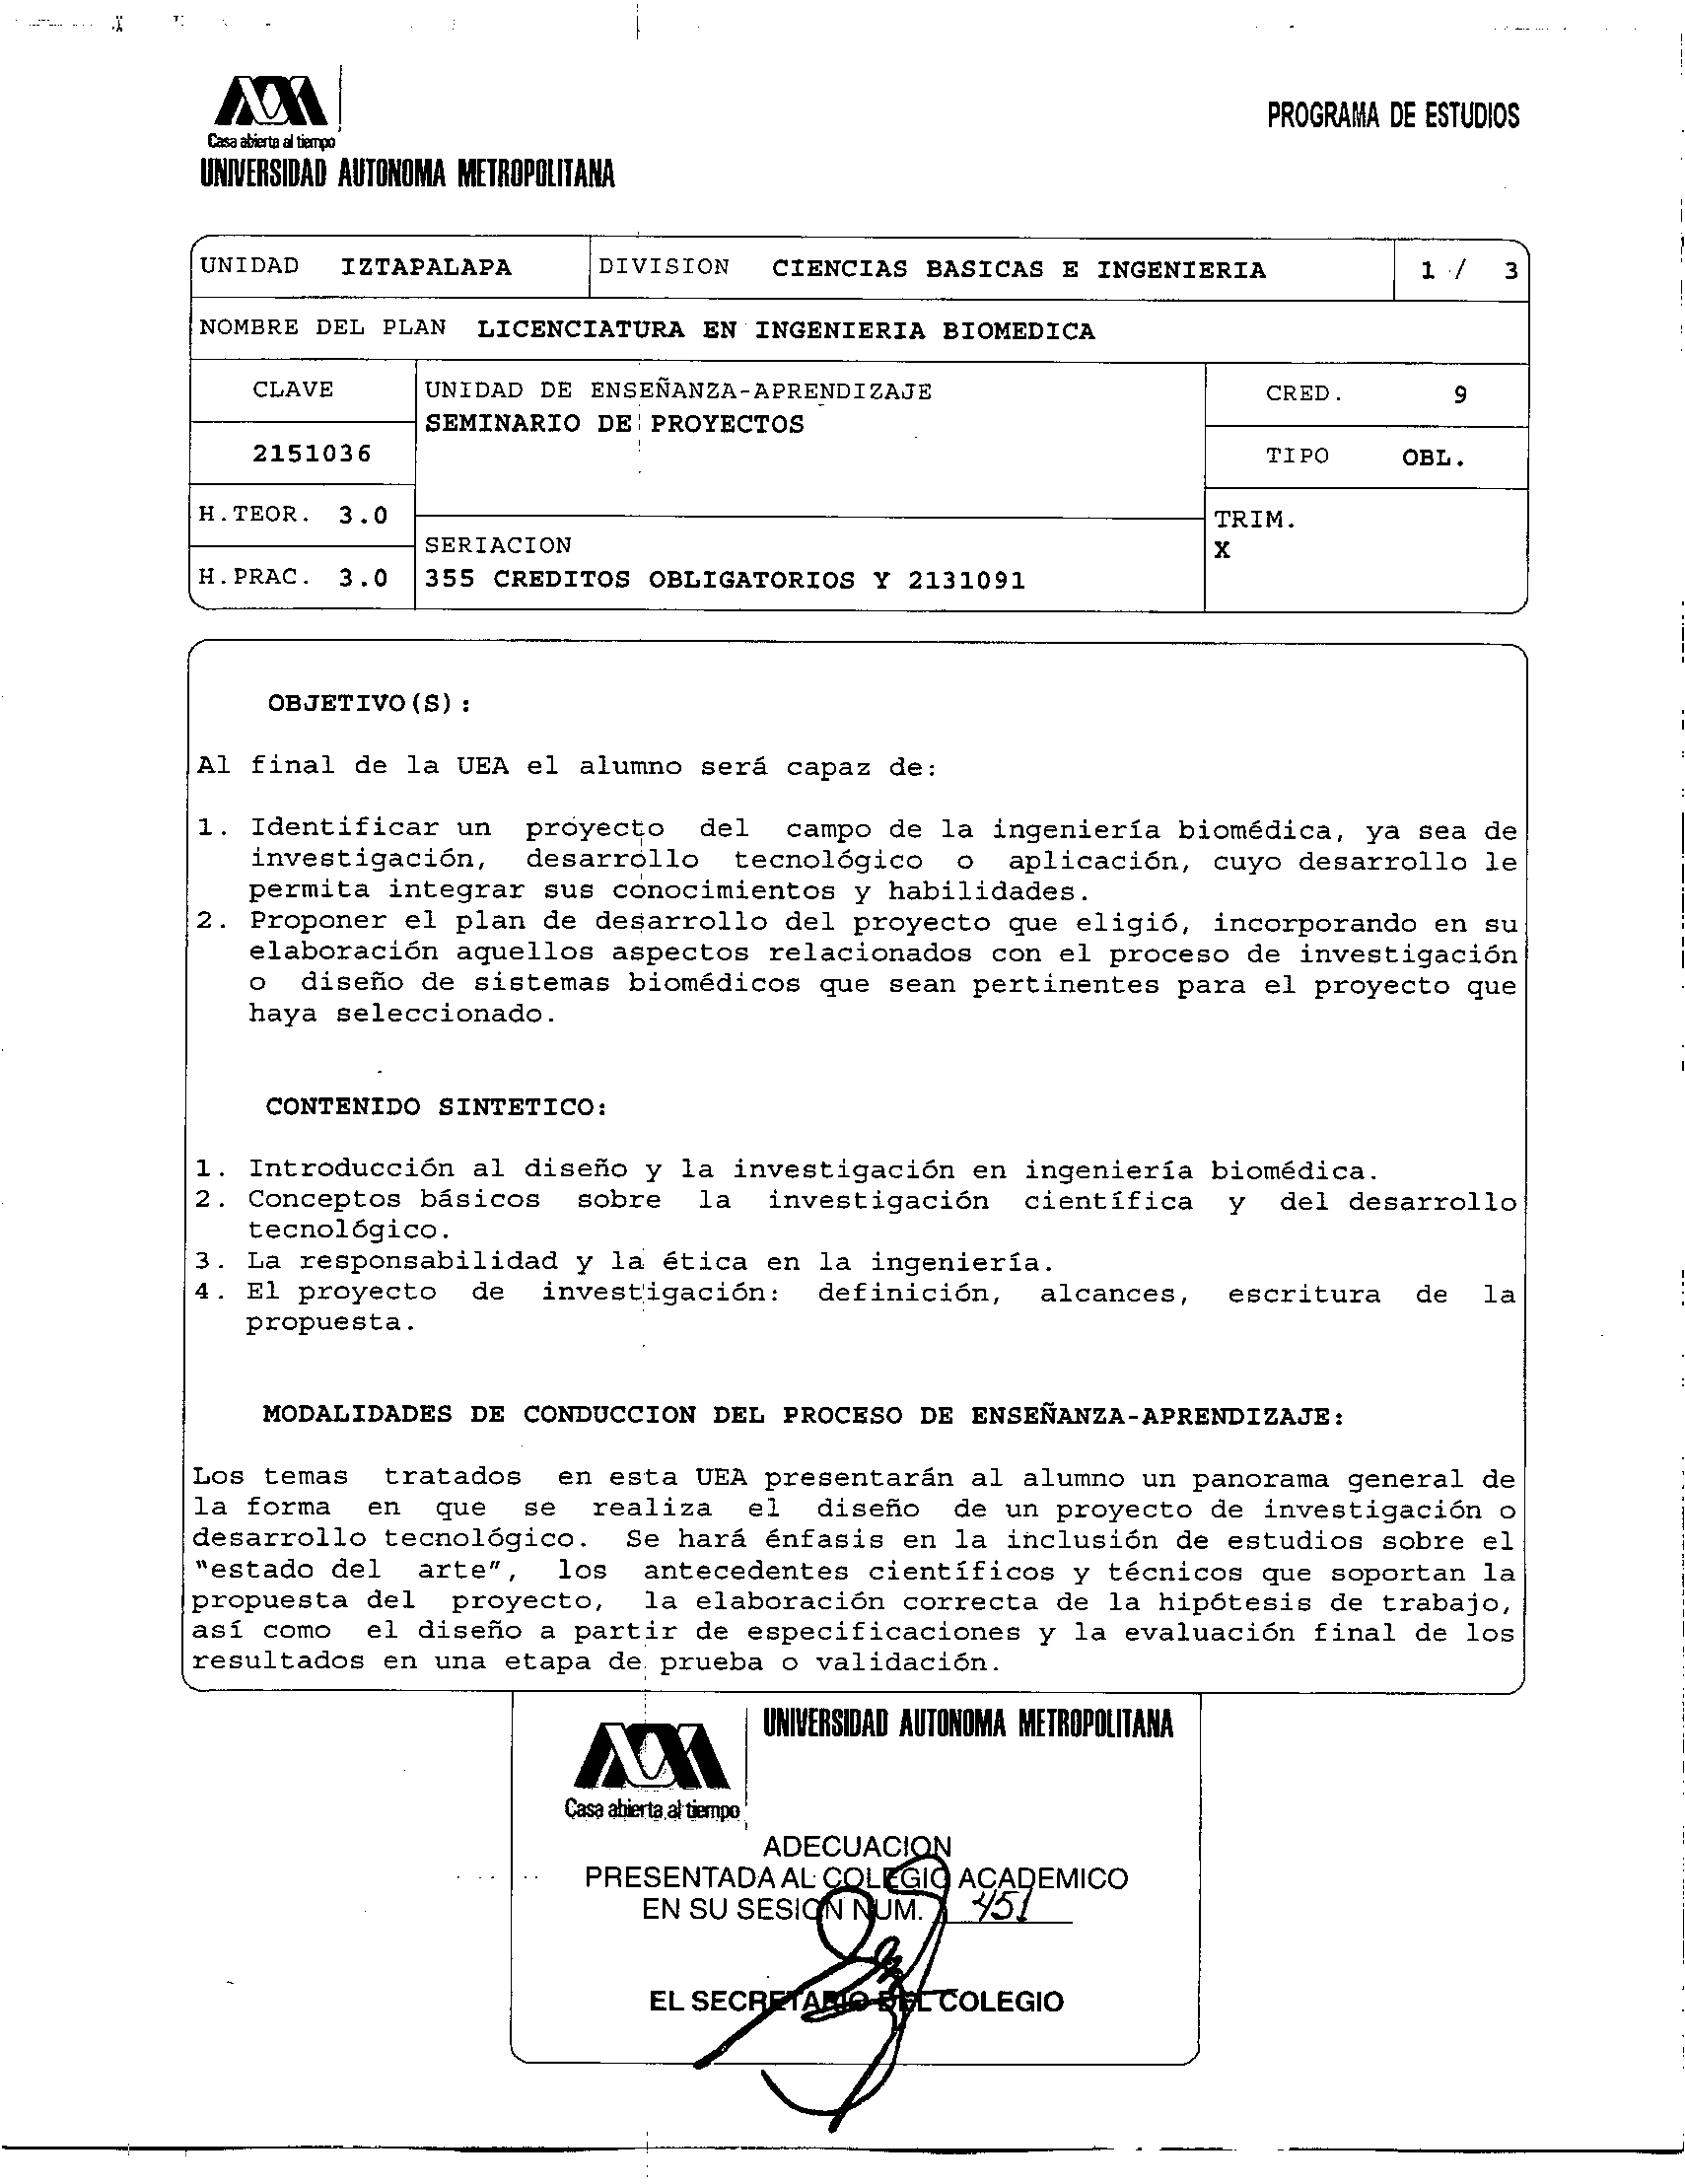 Casa abierta al tiempo
UNIVERSIDAD AUTONOMA METROPOLITANA
PROGRAMA DE ESTUDIOS
UNIDAD IZTAPALAPA DIVISION CIENCIAS BASICAS E INGENIERIA 1 / 3
NOMBRE DEL PLAN LICENCIATURA EN INGENIERIA BIOMEDICA
CLAVE
2151036
UNIDAD DE ENSEÑANZA-APRENDIZAJE
SEMINARIO DE PROYECTOS
CRED. 9
TIPO OBL.
H.TEOR. 3.0
H.PRAC. 3.0
SERIACION
355 CREDITOS OBLIGATORIOS Y 2131091
TRIM.
X
OBJETIVO(S):
Al final de la UEA el alumno será capaz de:
1. Identificar un proyecto del campo de la ingeniería biomédica, ya sea de
investigación, desarrollo tecnológico o aplicación, cuyo desarrollo le
permita integrar sus conocimientos y habilidades.
2. Proponer el plan de desarrollo del proyecto que eligió, incorporando en su
elaboración aquellos aspectos relacionados con el proceso de investigación
o diseño de sistemas biomédicos que sean pertinentes para el proyecto que
haya seleccionado.
CONTENIDO SINTETICO:
1. Introducción al diseño y la investigación en ingeniería biomédica.
2. Conceptos básicos sobre la investigación científica y del desarrollo
tecnológico.
3. La responsabilidad y la ética en la ingeniería.
4. El proyecto de investigación: definición, alcances, escritura de la
propuesta.
MODALIDADES DE CONDUCCION DEL PROCESO DE ENSEÑANZA-APRENDIZAJE:
Los temas tratados en esta UEA presentarán al alumno un panorama general de
la forma en que se realiza el diseño de un proyecto de investigación o
desarrollo tecnológico. Se hará énfasis en la inclusión de estudios sobre el
"estado del arte", los antecedentes científicos y técnicos que soportan la
propuesta del proyecto, la elaboración correcta de la hipótesis de trabajo,
así como el diseño a partir de especificaciones y la evaluación final de los
resultados en una etapa de prueba o validación.
UNIVERSIDAD AUTONOMA METROPOLITANA
Casa abierta al tiempo
ADECUACION
PRESENTADA AL COLEGIO ACADEMICO
EN SU SESION NUM. 451
EL SECRETARIO DEL COLEGIO